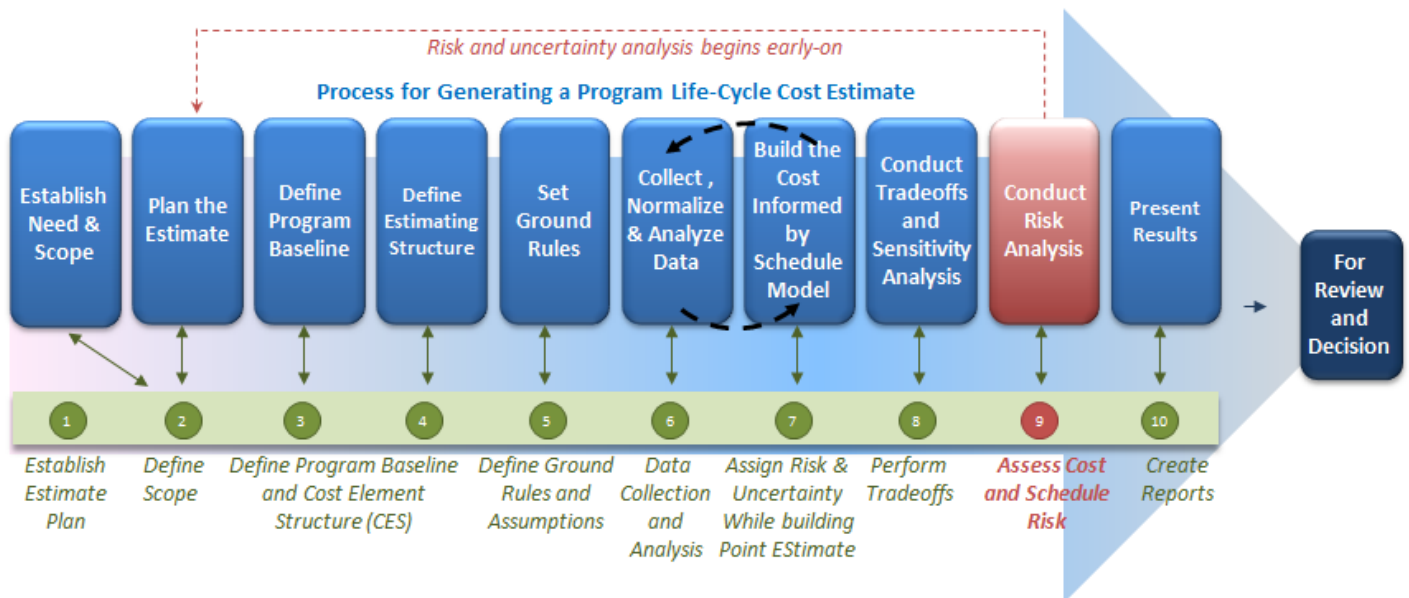 Risk and uncertainty analysis begins early-on
Process for Generating a Program Life-Cycle Cost Estimate
Establish
Need &
Scope
Plan the
Estimate
Define
Program
Baseline
Define
Estimating
Structure
Set
Ground
Rules
Collect ,
Normalize
& Analyze
Data
Build the
Cost
Informed
by
Schedule
Model
Conduct
Tradeoffs
and
Sensitivity
Analysis
Conduct
Risk
Analysis
Present
Results
For
Review
and
Decision
1
2
3
4
5
6
7
8
9
10
Establish
Estimate
Plan
Define
Scope
Define Program Baseline
and Cost Element
Structure (CES)
Define Ground
Rules and
Assumptions
Data
Collection
and
Analysis
Assign Risk &
Uncertainty
While building
Point EStimate
Perform
Tradeoffs
Assess Cost
and Schedule
Risk
Create
Reports